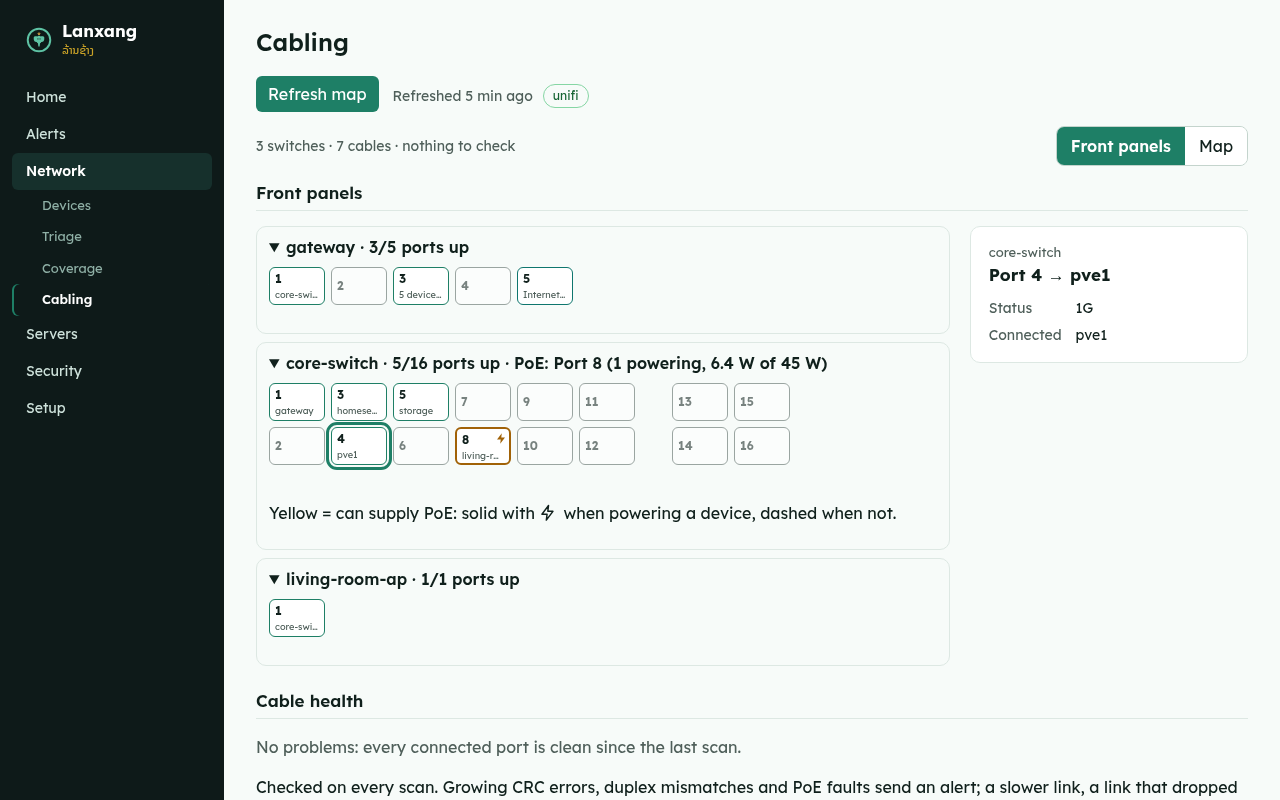 Lanxang
ລ້ານຊ້າງ
Home
Alerts
Network
Devices
Triage
Coverage
Cabling
Servers
Security
Setup
Cabling
Refresh map
Refreshed 5 min ago
unifi
3 switches · 7 cables · nothing to check
Front panels
Map
Front panels
▼ gateway · 3/5 ports up
1
core-swi…
2
3
5 device…
4
5
Internet…
▼ core-switch · 5/16 ports up · PoE: Port 8 (1 powering, 6.4 W of 45 W)
1
gateway
3
homese…
5
storage
7
9
11
13
15
2
4
pve1
6
8
living-r…
10
12
14
16
Yellow = can supply PoE: solid with when powering a device, dashed when not.
▼ living-room-ap · 1/1 ports up
1
core-swi…
core-switch
Port 4 → pve1
Status 1G
Connected pve1
Cable health
No problems: every connected port is clean since the last scan.
Checked on every scan. Growing CRC errors, duplex mismatches and PoE faults send an alert; a slower link, a link that dropped